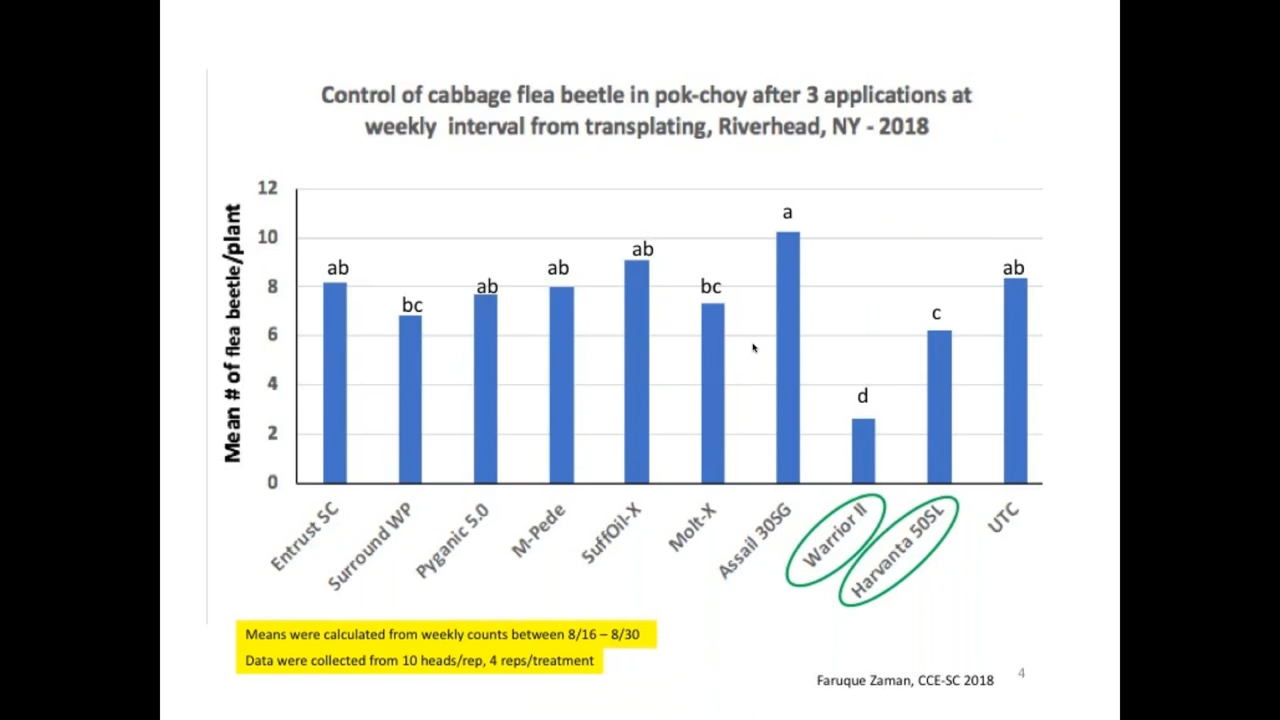 Control of cabbage flea beetle in pok-choy after 3 applications at
weekly interval from transplating, Riverhead, NY - 2018
Mean # of flea beetle/plant
12
10
8
6
4
2
0
ab
bc
ab
ab
ab
bc
a
d
c
ab
Entrust SC
Surround WP
Pyganic 5.0
M-Pede
SuffOil-X
Molt-X
Assail 30SG
Warrior II
Harvanta 50SL
UTC
Means were calculated from weekly counts between 8/16 – 8/30
Data were collected from 10 heads/rep, 4 reps/treatment
Faruque Zaman, CCE-SC 2018
4